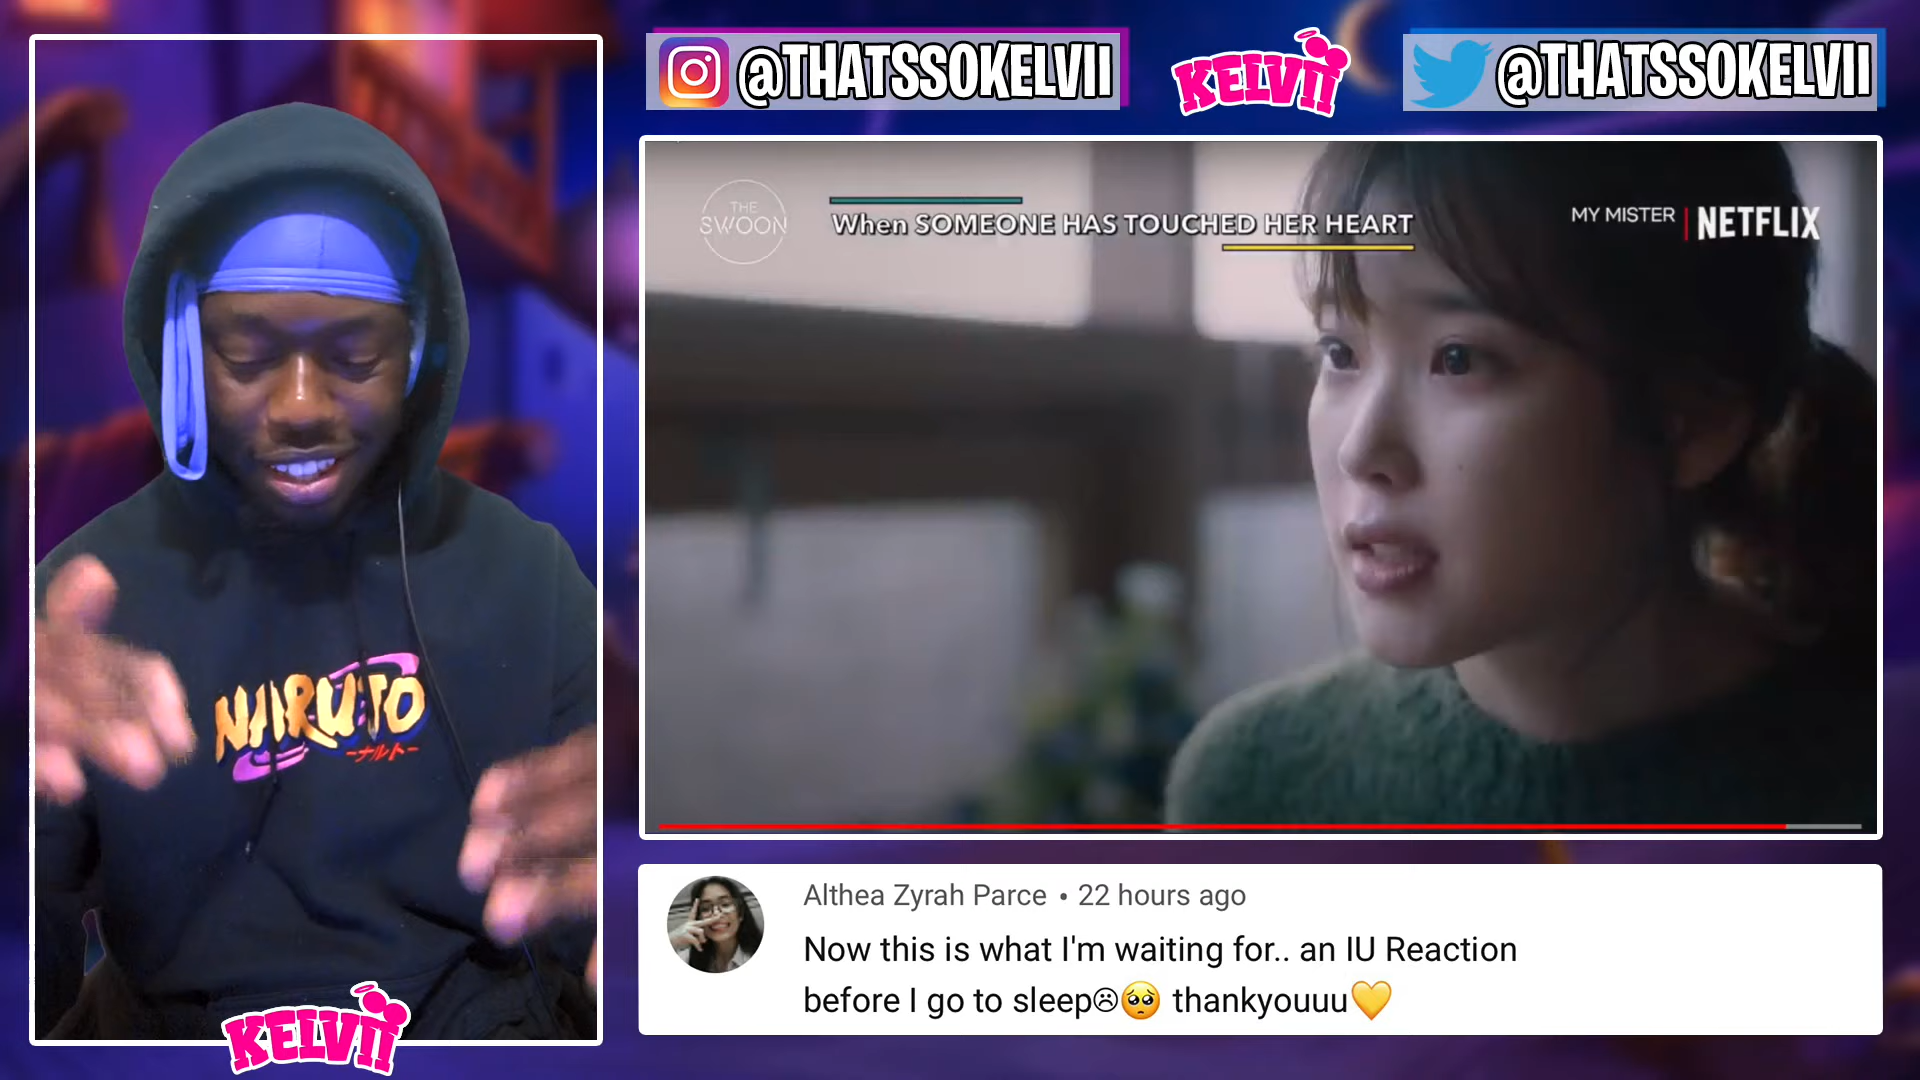 @THATSSOKELVII
KELVII
@THATSSOKELVII
THE
SWOON
When SOMEONE HAS TOUCHED HER HEART
MY MISTER | NETFLIX
NARUTO
ーナルトー
Althea Zyrah Parce • 22 hours ago
Now this is what I'm waiting for.. an IU Reaction
before I go to sleep☹🥺 thankyouuu💛
KELVII